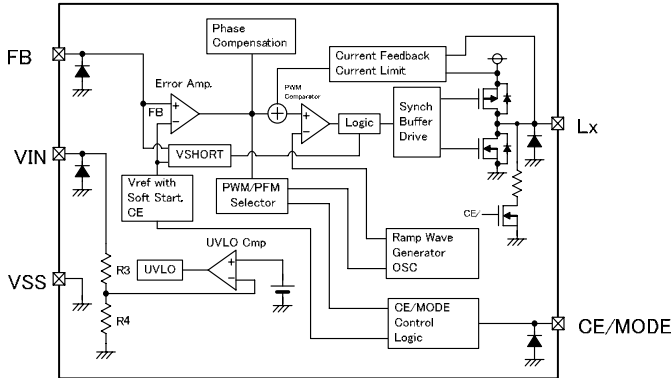 Phase
Compensation
Current Feedback
Current Limit
FB
Error Amp.
PWM
Comparator
FB
+
−
+
+
−
Logic
Synch
Buffer
Drive
Lx
VIN
VSHORT
Vref with
Soft Start,
CE
PWM/PFM
Selector
CE/
UVLO Cmp
Ramp Wave
Generator
OSC
R3
UVLO
+
−
VSS
R4
CE/MODE
Control
Logic
CE/MODE